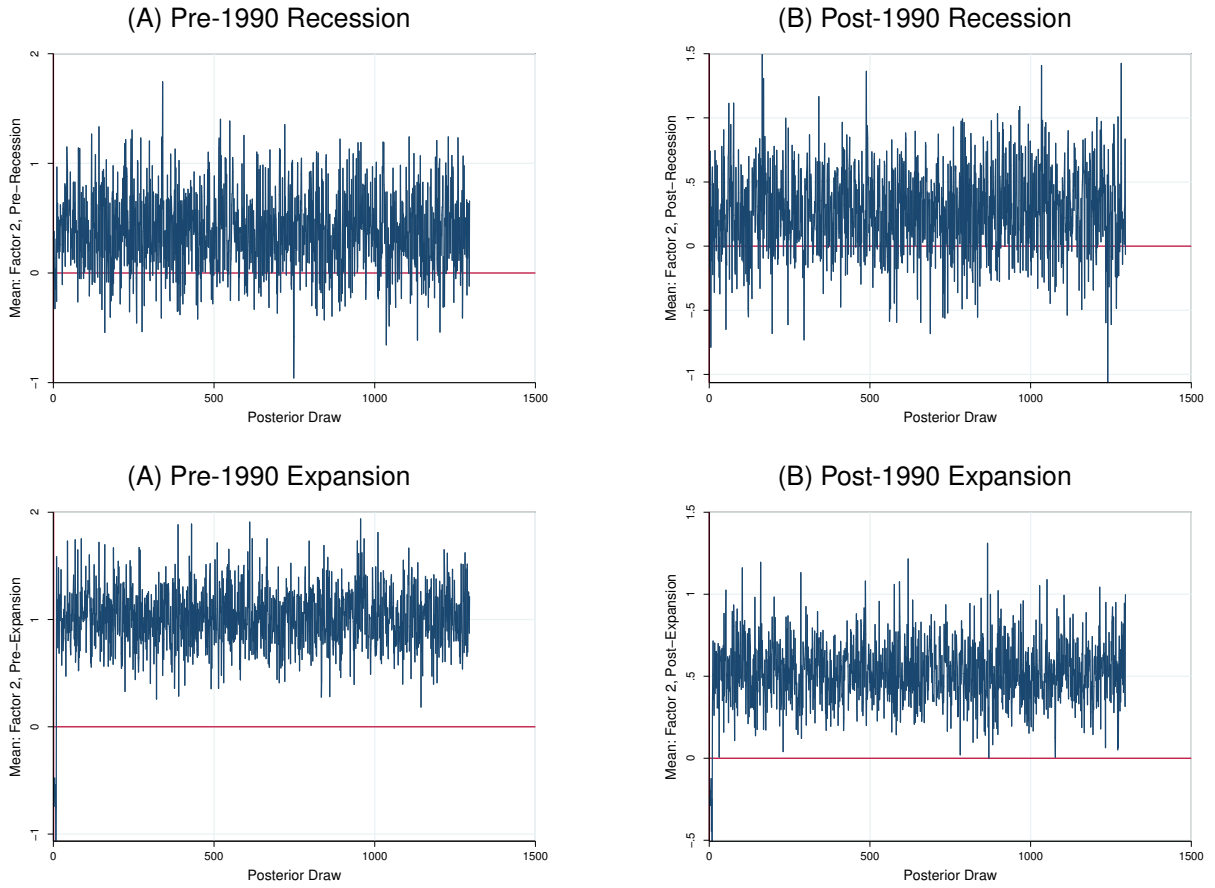 (A) Pre-1990 Recession
Mean: Factor 2, Pre−Recession
2
1
0
−1
0
500
1000
1500
Posterior Draw
(B) Post-1990 Recession
Mean: Factor 2, Post−Recession
1.5
1
.5
0
−.5
−1
0
500
1000
1500
Posterior Draw
(A) Pre-1990 Expansion
Mean: Factor 2, Pre−Expansion
2
1
0
−1
0
500
1000
1500
Posterior Draw
(B) Post-1990 Expansion
Mean: Factor 2, Post−Expansion
1.5
1
.5
0
−.5
0
500
1000
1500
Posterior Draw